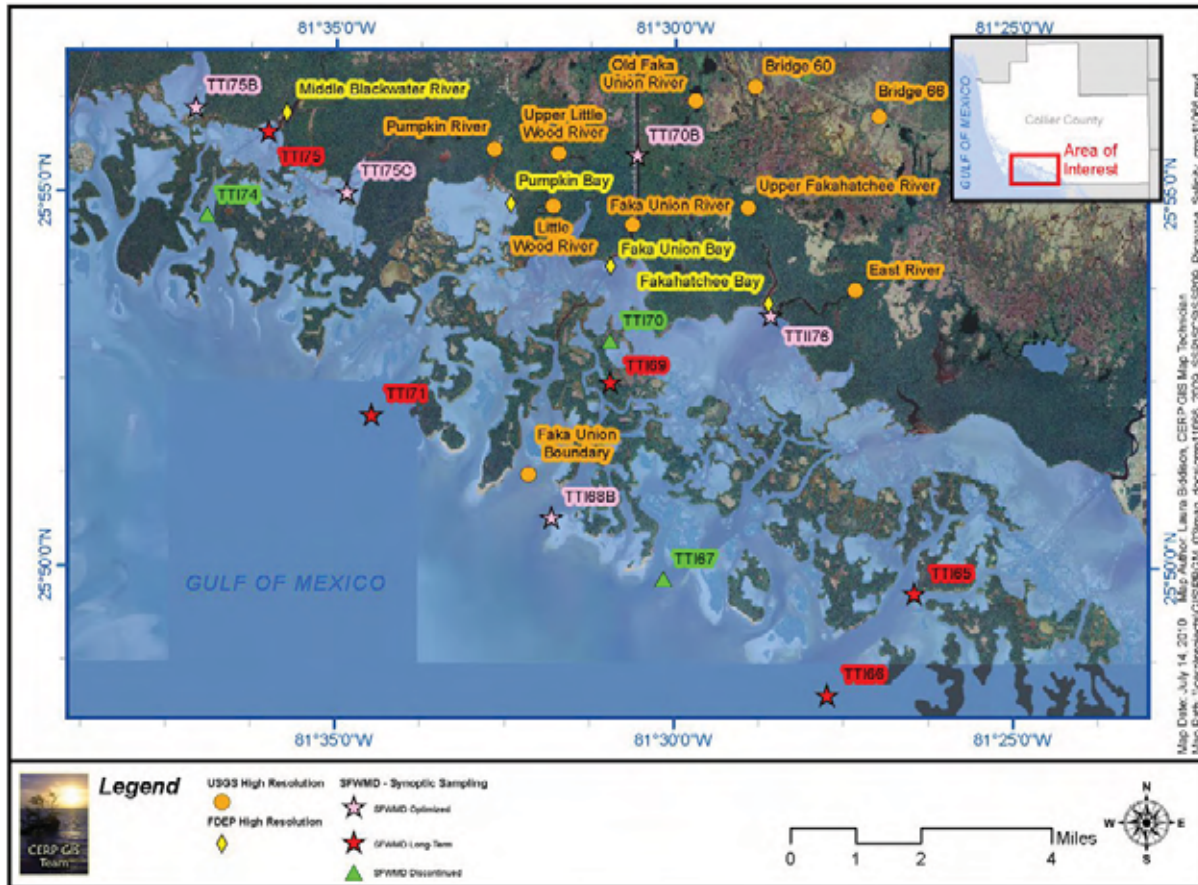 81°35'0"W
81°30'0"W
81°25'0"W
TTI75B
Middle Blackwater River
Old Faka
Union River
Bridge 60
Bridge 66
Collier County
GULF OF MEXICO
Area of
Interest
Pumpkin River
Upper Little
Wood River
TTI70B
TTI75
TTI75C
25°55'0"N
25°55'0"N
TTI74
Pumpkin Bay
Upper Fakahatchee River
Faka Union River
Little
Wood River
Faka Union Bay
East River
Fakahatchee Bay
TTI70
TTII76
TTI69
TTI71
Faka Union
Boundary
TTI68B
TTI67
25°50'0"N
25°50'0"N
GULF OF MEXICO
TTI65
TTI66
81°35'0"W
81°30'0"W
81°25'0"W
Map Date: July 14, 2010 Map Author: Laura Biddison, CERP GIS Map Technician
CERP GIS
Team
Legend
USGS High Resolution
FDEP High Resolution
SFWMD - Synoptic Sampling
SFWMD Optimized
SFWMD Long-Term
SFWMD Discontinued
0 1 2 4 Miles
N
W E
S